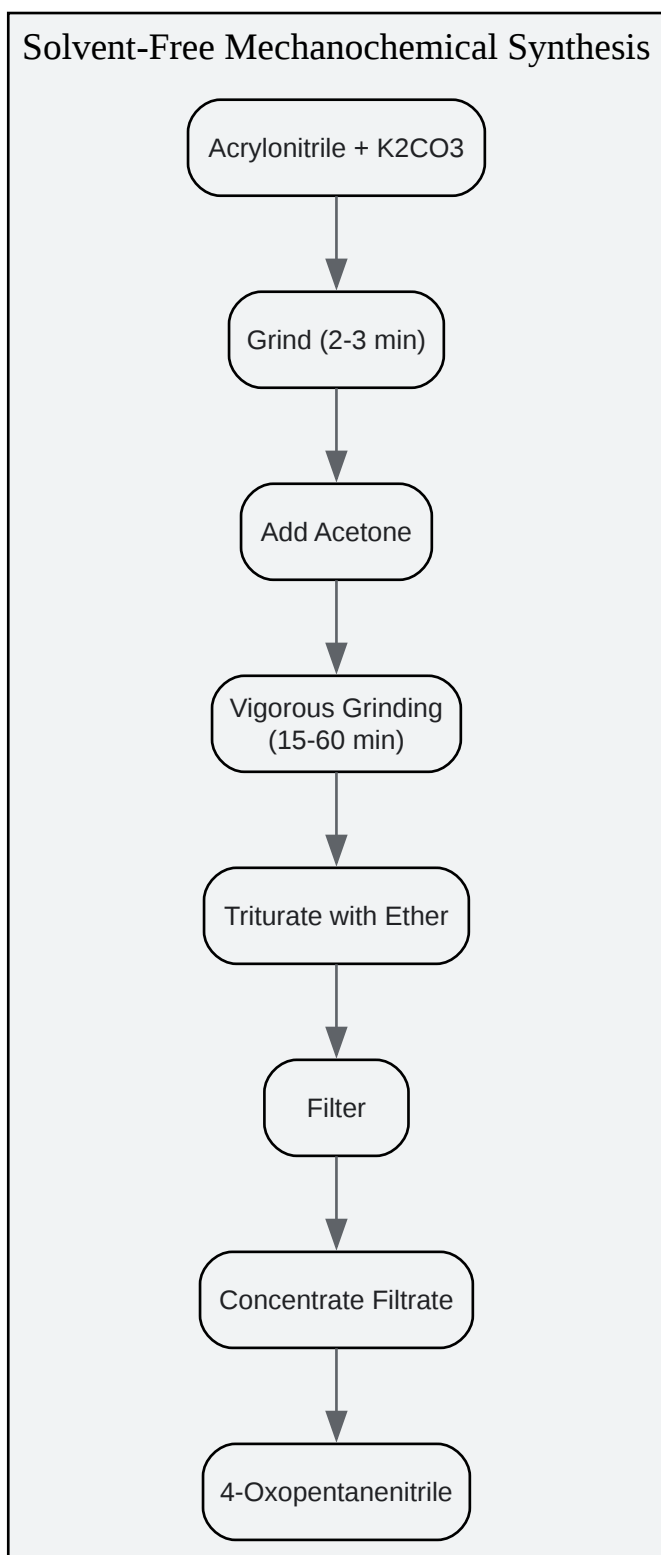 Solvent-Free Mechanochemical Synthesis
Acrylonitrile + K2CO3
Grind (2-3 min)
Add Acetone
Vigorous Grinding
(15-60 min)
Triturate with Ether
Filter
Concentrate Filtrate
4-Oxopentanenitrile